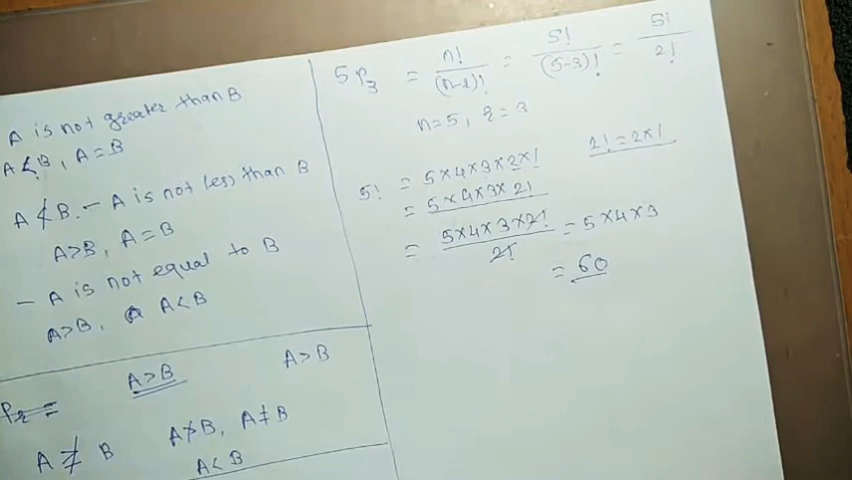 A is not greater than B
A < B, A = B
A ≮ B. - A is not less than B
A>B, A = B
- A is not equal to B
A>B, A<B
A>B A>B
A ≠ B A≯B, A≠B
A<B
5P3 = n!/(n-r)! = 5!/(5-3)! = 5!/2!
n=5, r=3
5! = 5×4×3×2×1 2! = 2×1
= 5×4×3×2!
= 5×4×3×2!/2! = 5×4×3
= 60